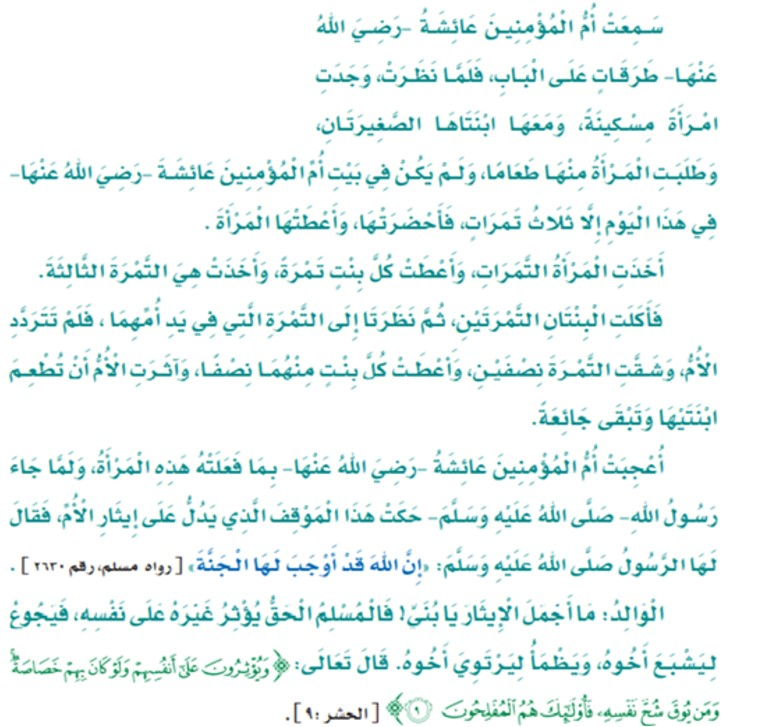 سَمِعَتْ أُمُّ الْمُؤْمِنِينَ عَائِشَةُ -رَضِيَ اللهُ
عَنْهَا- طَرَقَاتٍ عَلَى الْبَابِ، فَلَمَّا نَظَرَتْ، وَجَدَتِ
امْرَأَةً مِسْكِينَةً، وَمَعَهَا ابْنَتَاهَا الصَّغِيرَتَانِ،
وَطَلَبَتِ الْمَرْأَةُ مِنْهَا طَعَامًا، وَلَمْ يَكُنْ فِي بَيْتِ أُمِّ الْمُؤْمِنِينَ عَائِشَةَ -رَضِيَ اللهُ عَنْهَا-
فِي هَذَا الْيَوْمِ إِلَّا ثَلَاثُ تَمَرَاتٍ، فَأَحْضَرَتْهَا، وَأَعْطَتْهَا الْمَرْأَةَ .
أَخَذَتِ الْمَرْأَةُ التَّمَرَاتِ، وَأَعْطَتْ كُلَّ بِنْتٍ تَمْرَةً، وَأَخَذَتْ هِيَ التَّمْرَةَ الثَّالِثَةَ.
فَأَكَلَتِ الْبِنْتَانِ التَّمْرَتَيْنِ، ثُمَّ نَظَرَتَا إِلَى التَّمْرَةِ الَّتِي فِي يَدِ أُمِّهِمَا ، فَلَمْ تَتَرَدَّدِ
الْأُمُّ، وَشَقَّتِ التَّمْرَةَ نِصْفَيْنِ، وَأَعْطَتْ كُلَّ بِنْتٍ مِنْهُمَا نِصْفًا، وَآثَرَتِ الْأُمُّ أَنْ تُطْعِمَ
ابْنَتَيْهَا وَتَبْقَى جَائِعَةً.
أُعْجِبَتْ أُمُّ الْمُؤْمِنِينَ عَائِشَةُ -رَضِيَ اللهُ عَنْهَا- بِمَا فَعَلَتْهُ هَذِهِ الْمَرْأَةُ، وَلَمَّا جَاءَ
رَسُولُ اللهِ- صَلَّى اللهُ عَلَيْهِ وَسَلَّمَ- حَكَتْ هَذَا الْمَوْقِفَ الَّذِي يَدُلُّ عَلَى إِيثَارِ الْأُمِّ، فَقَالَ
لَهَا الرَّسُولُ صَلَّى اللهُ عَلَيْهِ وَسَلَّمَ: «إِنَّ اللهَ قَدْ أَوْجَبَ لَهَا الْجَنَّةَ» [رواه مسلم، رقم ٢٦٣٠] .
الْوَالِدُ: مَا أَجْمَلَ الْإِيثَارَ يَا بُنَيَّ! فَالْمُسْلِمُ الْحَقُّ يُؤْثِرُ غَيْرَهُ عَلَى نَفْسِهِ، فَيَجُوعُ
لِيَشْبَعَ أَخُوهُ، وَيَظْمَأُ لِيَرْتَوِيَ أَخُوهُ. قَالَ تَعَالَى: ﴿وَيُؤْثِرُونَ عَلَىٰ أَنفُسِهِمْ وَلَوْ كَانَ بِهِمْ خَصَاصَةٌ ۚ
وَمَن يُوقَ شُحَّ نَفْسِهِ، فَأُوْلَٰٓئِكَ هُمُ الْمُفْلِحُونَ ٩﴾ [الحشر :٩].